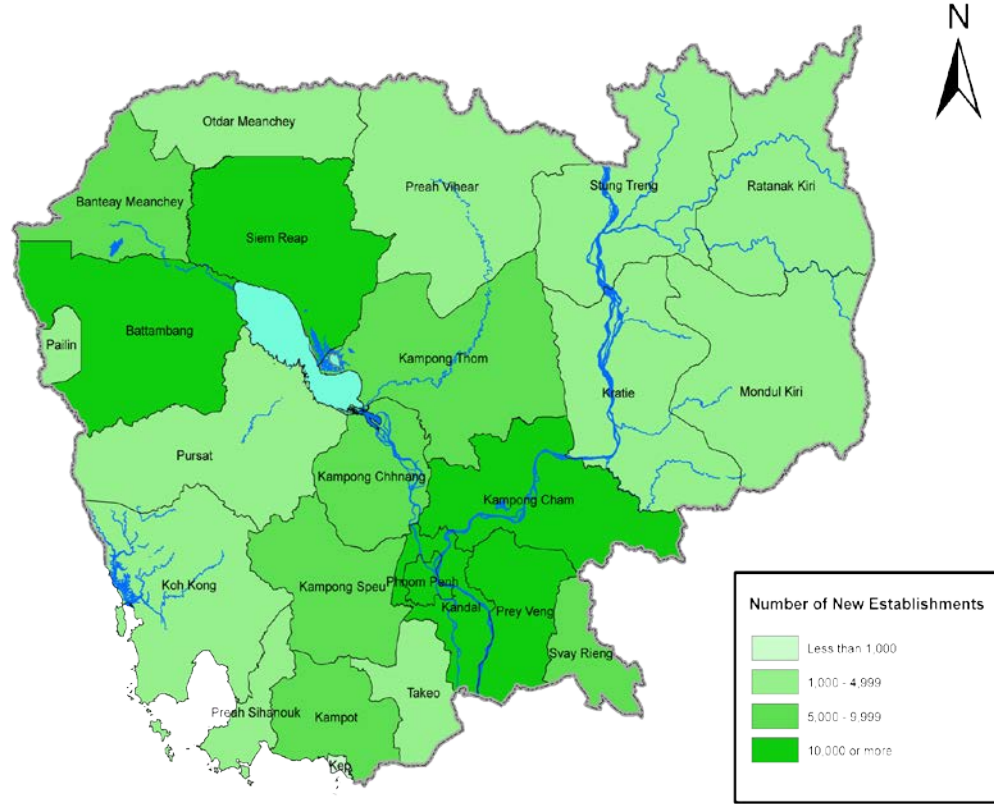 N
Otdar Meanchey
Banteay Meanchey
Preah Vihear
Stung Treng
Ratanak Kiri
Siem Reap
Battambang
Pailin
Kampong Thom
Kratie
Mondul Kiri
Pursat
Kampong Chhnang
Kampong Cham
Koh Kong
Kampong Speu
Phnom Penh
Kandal
Prey Veng
Svay Rieng
Takeo
Preah Sihanouk
Kampot
Kep
Number of New Establishments
Less than 1,000
1,000 - 4,999
5,000 - 9,999
10,000 or more